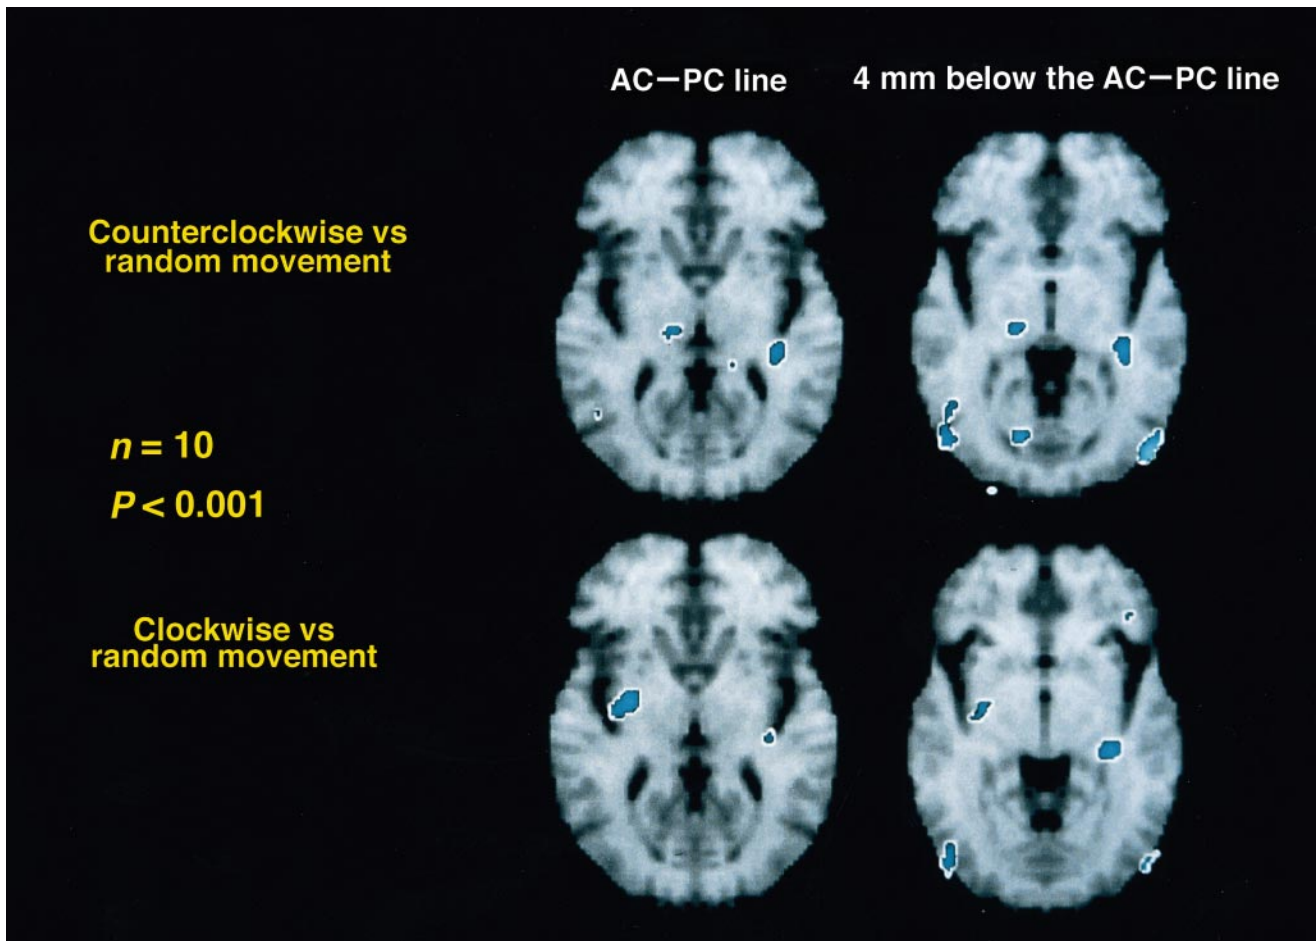 AC–PC line
4 mm below the AC–PC line
Counterclockwise vs
random movement
n = 10
P < 0.001
Clockwise vs
random movement